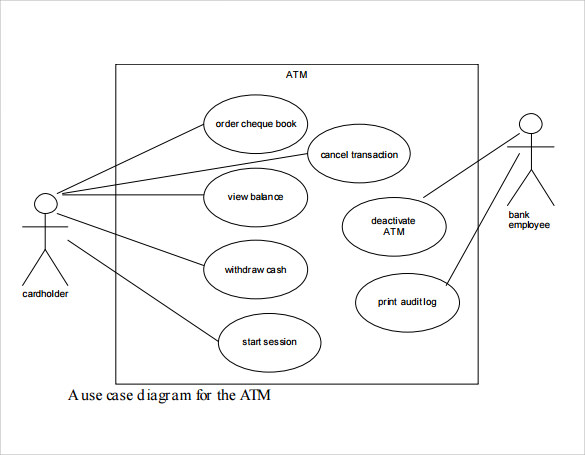 ATM
order cheque book
cancel transaction
view balance
deactivate
ATM
bank
employee
withdraw cash
cardholder
print audit log
start session
A use case diagram for the ATM